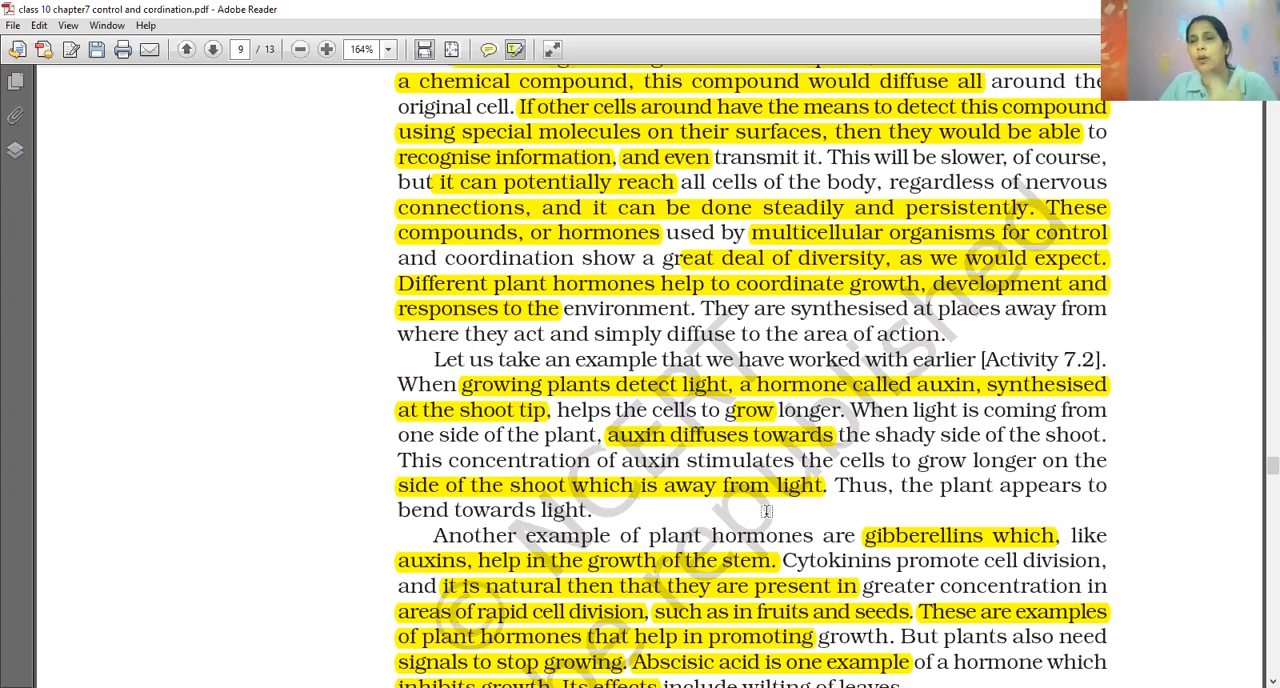 class 10 chapter7 control and cordination.pdf - Adobe Reader
File Edit View Window Help
9 / 13 164%
a chemical compound, this compound would diffuse all around the
original cell. If other cells around have the means to detect this compound
using special molecules on their surfaces, then they would be able to
recognise information, and even transmit it. This will be slower, of course,
but it can potentially reach all cells of the body, regardless of nervous
connections, and it can be done steadily and persistently. These
compounds, or hormones used by multicellular organisms for control
and coordination show a great deal of diversity, as we would expect.
Different plant hormones help to coordinate growth, development and
responses to the environment. They are synthesised at places away from
where they act and simply diffuse to the area of action.
Let us take an example that we have worked with earlier [Activity 7.2].
When growing plants detect light, a hormone called auxin, synthesised
at the shoot tip, helps the cells to grow longer. When light is coming from
one side of the plant, auxin diffuses towards the shady side of the shoot.
This concentration of auxin stimulates the cells to grow longer on the
side of the shoot which is away from light. Thus, the plant appears to
bend towards light.
Another example of plant hormones are gibberellins which, like
auxins, help in the growth of the stem. Cytokinins promote cell division,
and it is natural then that they are present in greater concentration in
areas of rapid cell division, such as in fruits and seeds. These are examples
of plant hormones that help in promoting growth. But plants also need
signals to stop growing. Abscisic acid is one example of a hormone which
inhibits growth. Its effects include wilting of leaves.
© NCERT
be republished